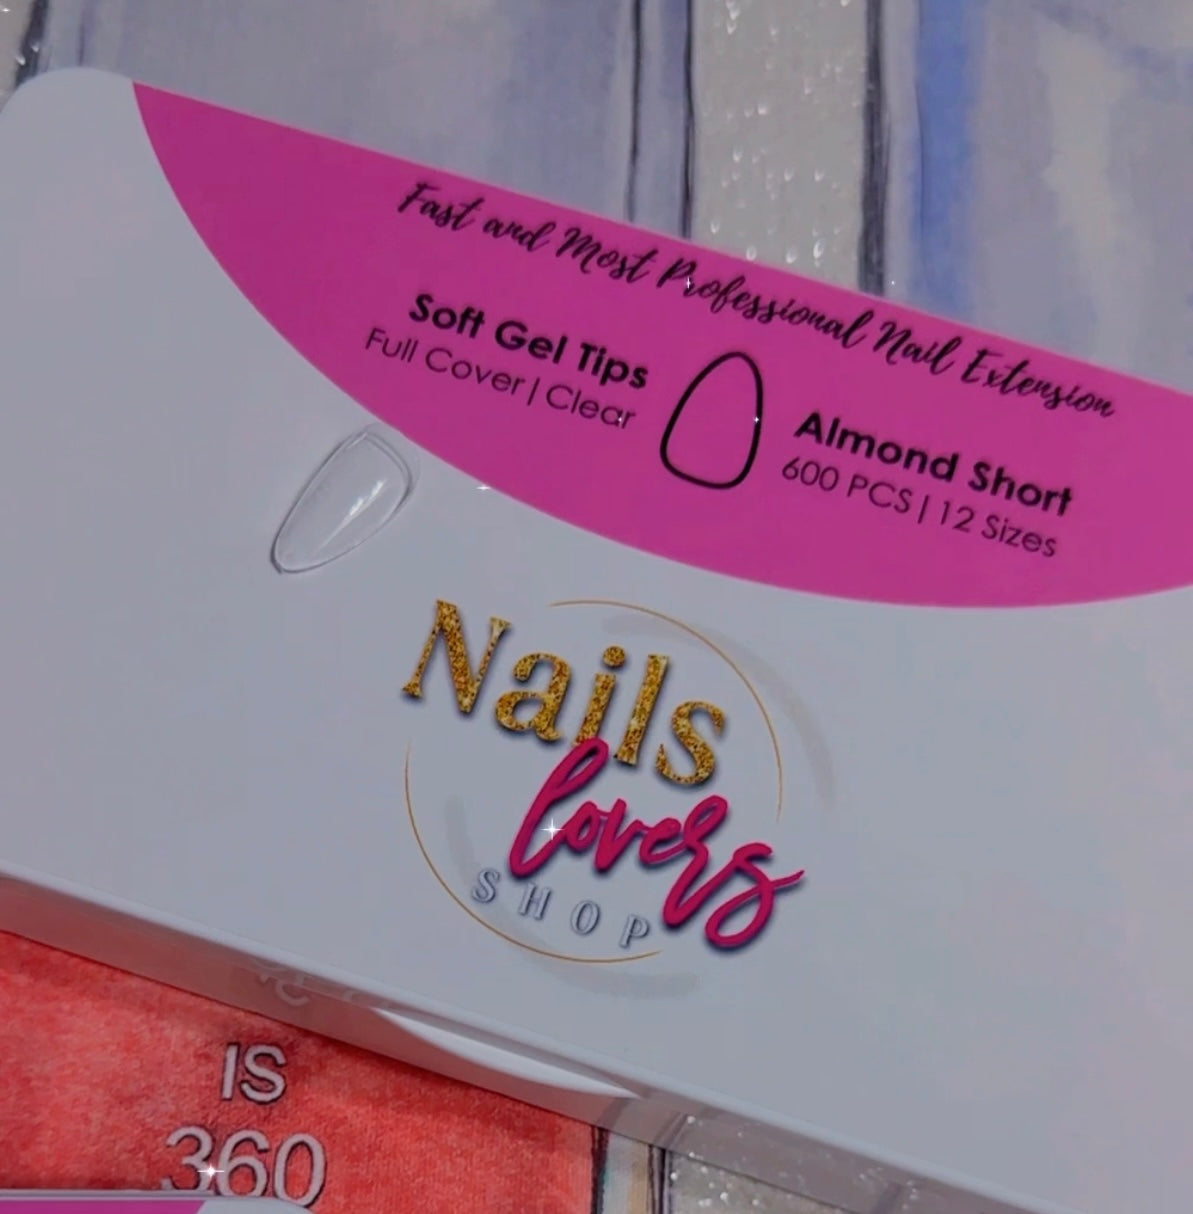 Fast and Most Professional Nail Extension
Soft Gel Tips
Full Cover | Clear
Almond Short
600 PCS | 12 Sizes
Nails
lovers
SHOP
IS
360